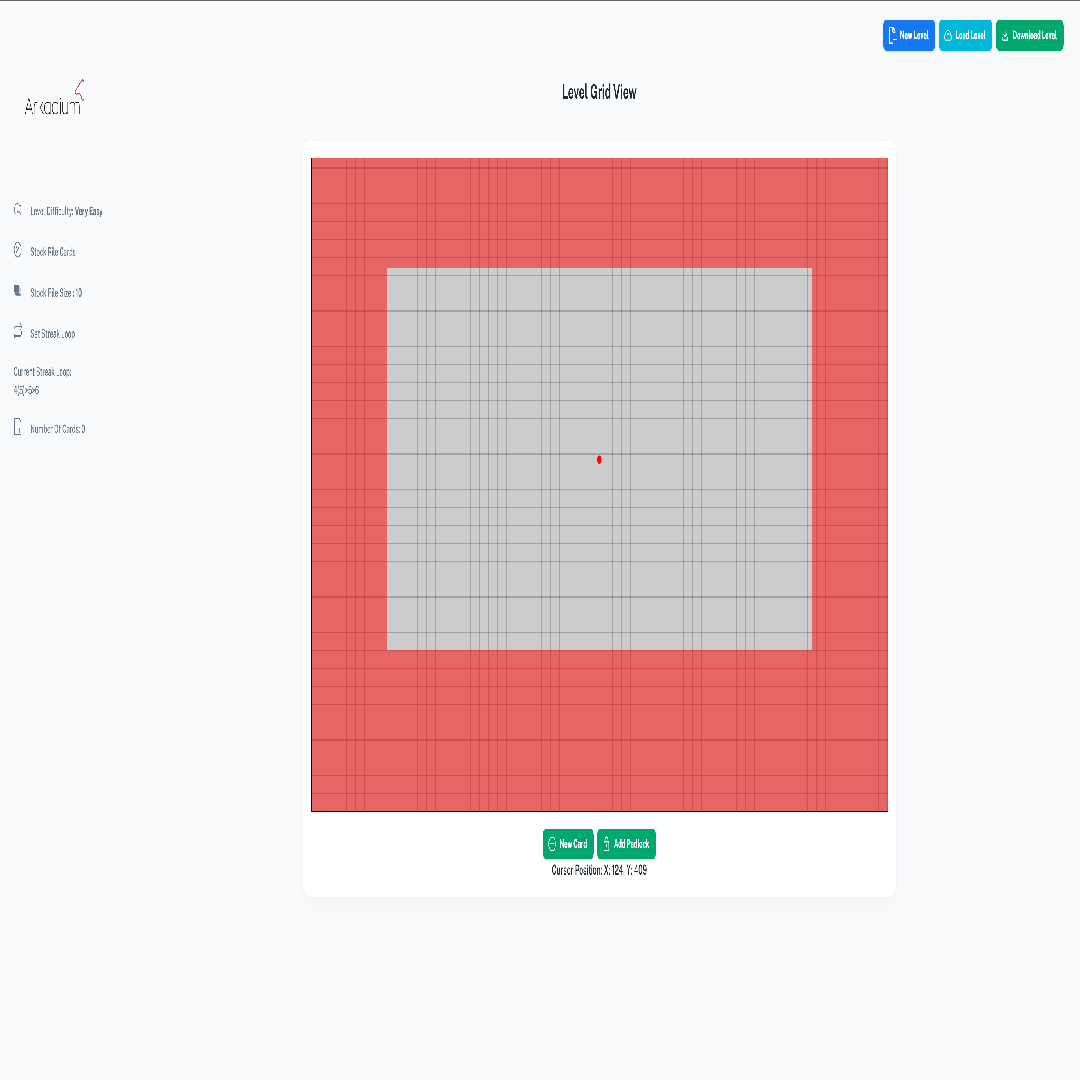 New Level
Load Level
Download Level
Arkadium
Level Grid View
Level Difficulty: Very Easy
Stock Pile Cards
Stock Pile Size : 10
Set Streak Loop
Current Streak Loop:
4(5)>5>6
Number Of Cards: 0
New Card
Add Padlock
Cursor Position: X: 124, Y: 409